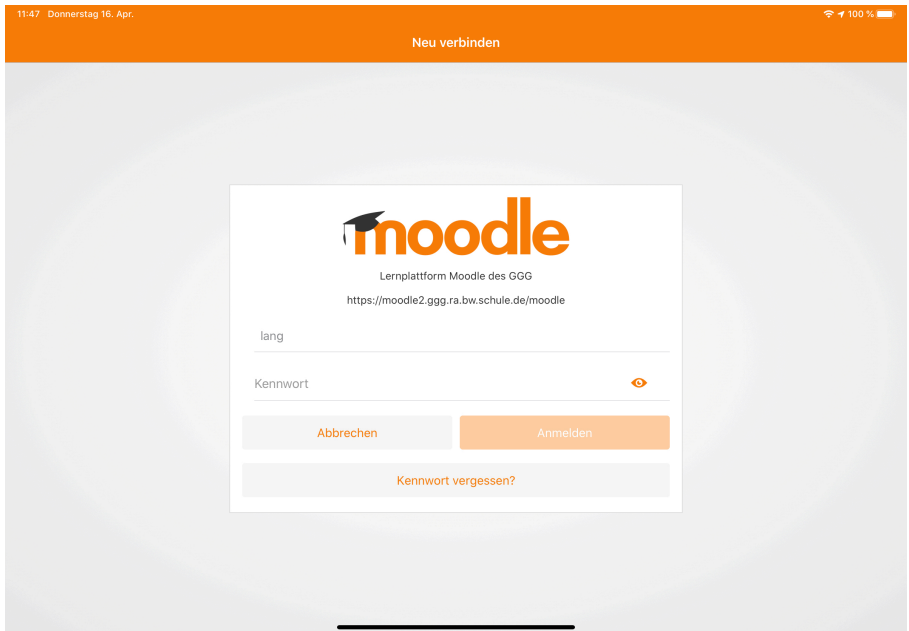 11:47 Donnerstag 16. Apr. 100 %
Neu verbinden
moodle
Lernplattform Moodle des GGG
https://moodle2.ggg.ra.bw.schule.de/moodle
lang
Kennwort
Abbrechen Anmelden
Kennwort vergessen?